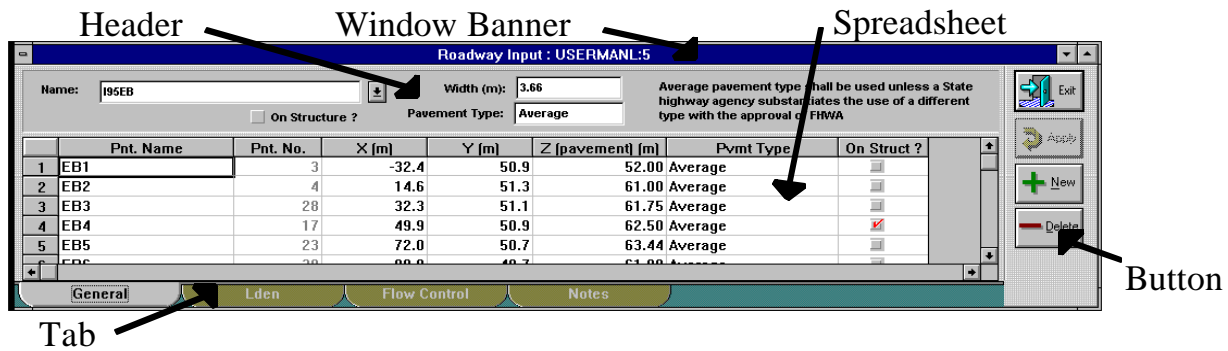 Header Window Banner Spreadsheet
Roadway Input : USERMANL:5
Name: I95EB Width (m): 3.66 Average pavement type shall be used unless a State
highway agency substantiates the use of a different
On Structure ? Pavement Type: Average type with the approval of FHWA
Exit
Apply
New
Delete
Pnt. Name Pnt. No. X (m) Y (m) Z (pavement) (m) Pvmt Type On Struct ?
1 EB1 3 -32.4 50.9 52.00 Average
2 EB2 4 14.6 51.3 61.00 Average
3 EB3 28 32.3 51.1 61.75 Average
4 EB4 17 49.9 50.9 62.50 Average
5 EB5 23 72.0 50.7 63.44 Average
General Lden Flow Control Notes
Button
Tab